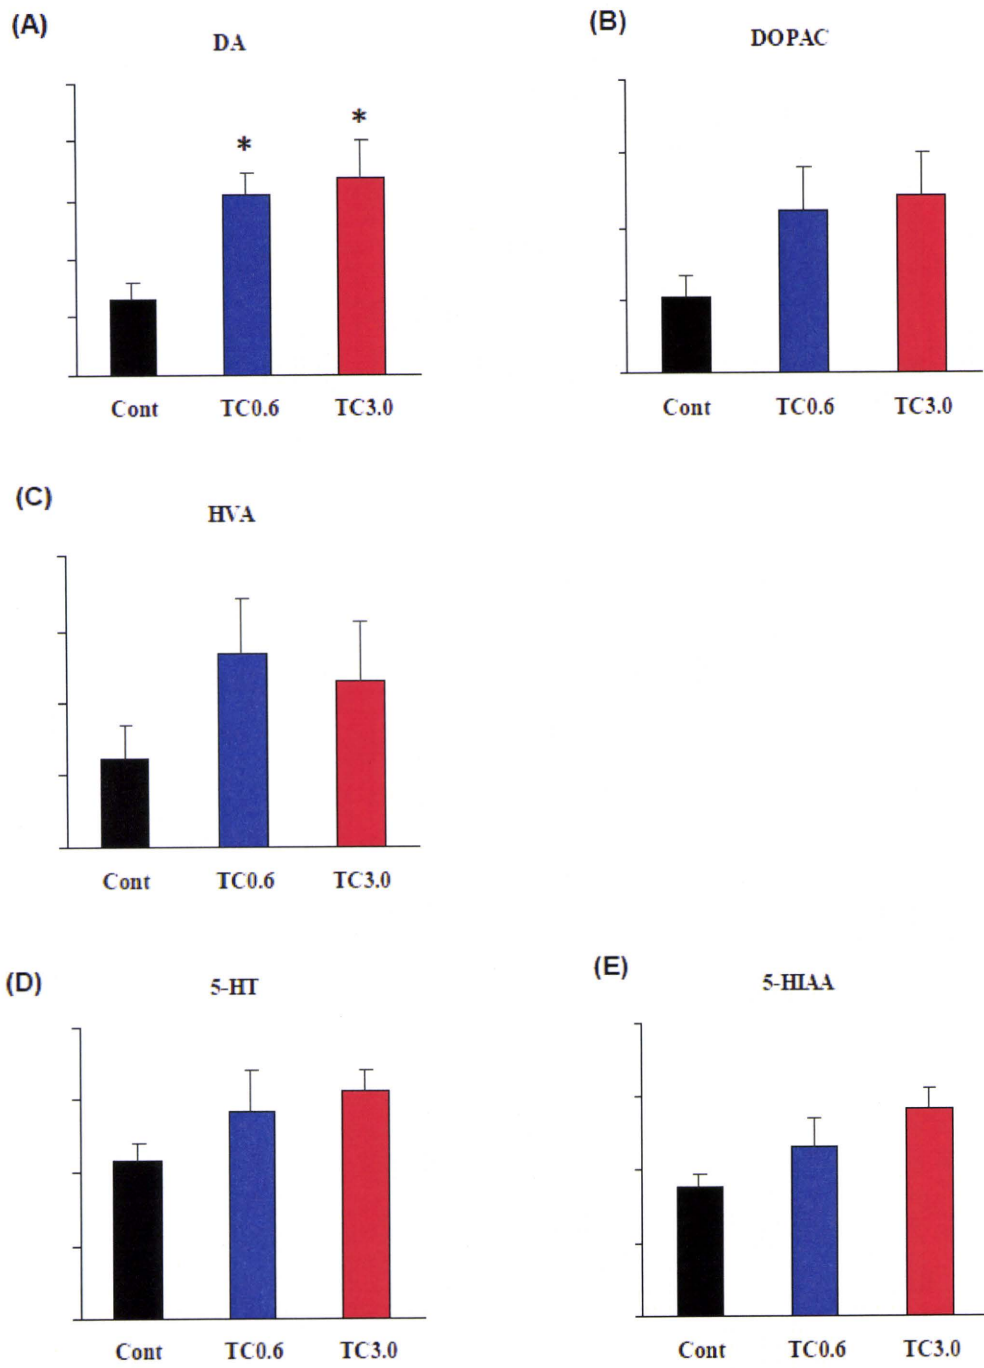 (A)
DA
*
*
Cont TC0.6 TC3.0
(B)
DOPAC
Cont TC0.6 TC3.0
(C)
HVA
Cont TC0.6 TC3.0
(D)
5-HT
Cont TC0.6 TC3.0
(E)
5-HIAA
Cont TC0.6 TC3.0